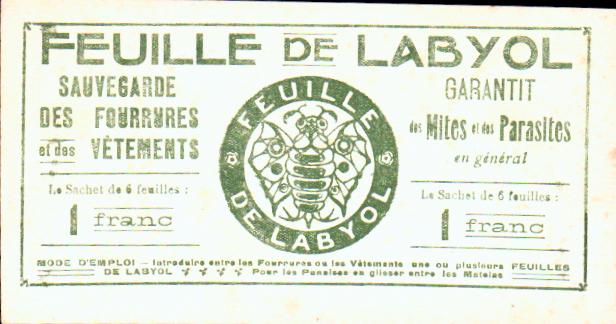 FEUILLE DE LABYOL
SAUVEGARDE
DES FOURRURES
et des VÊTEMENTS
Le Sachet de 6 feuilles :
1 franc
FEUILLE
DE LABYOL
GARANTIT
des Mites et des Parasites
en général
Le Sachet de 6 feuilles :
1 franc
MODE D'EMPLOI — Introduire entre les Fourrures ou les Vêtements une ou plusieurs FEUILLES
DE LABYOL Pour les Punaises en glisser entre les Matelas